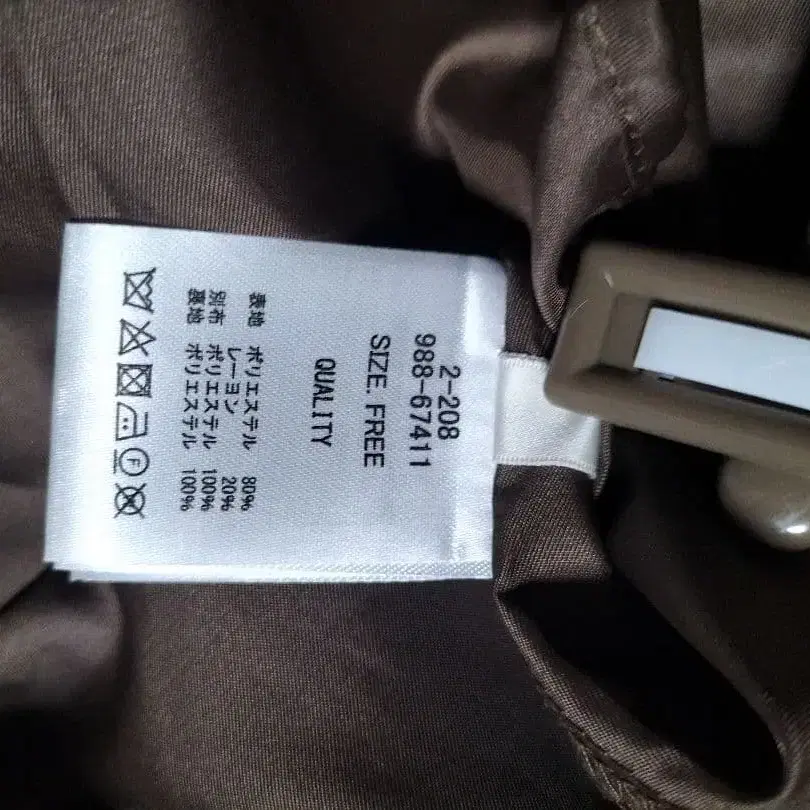 2-208
988-67411
SIZE. FREE
QUALITY
表地 ポリエステル 80%
レーヨン 20%
別布 ポリエステル 100%
裏地 ポリエステル 100%
F